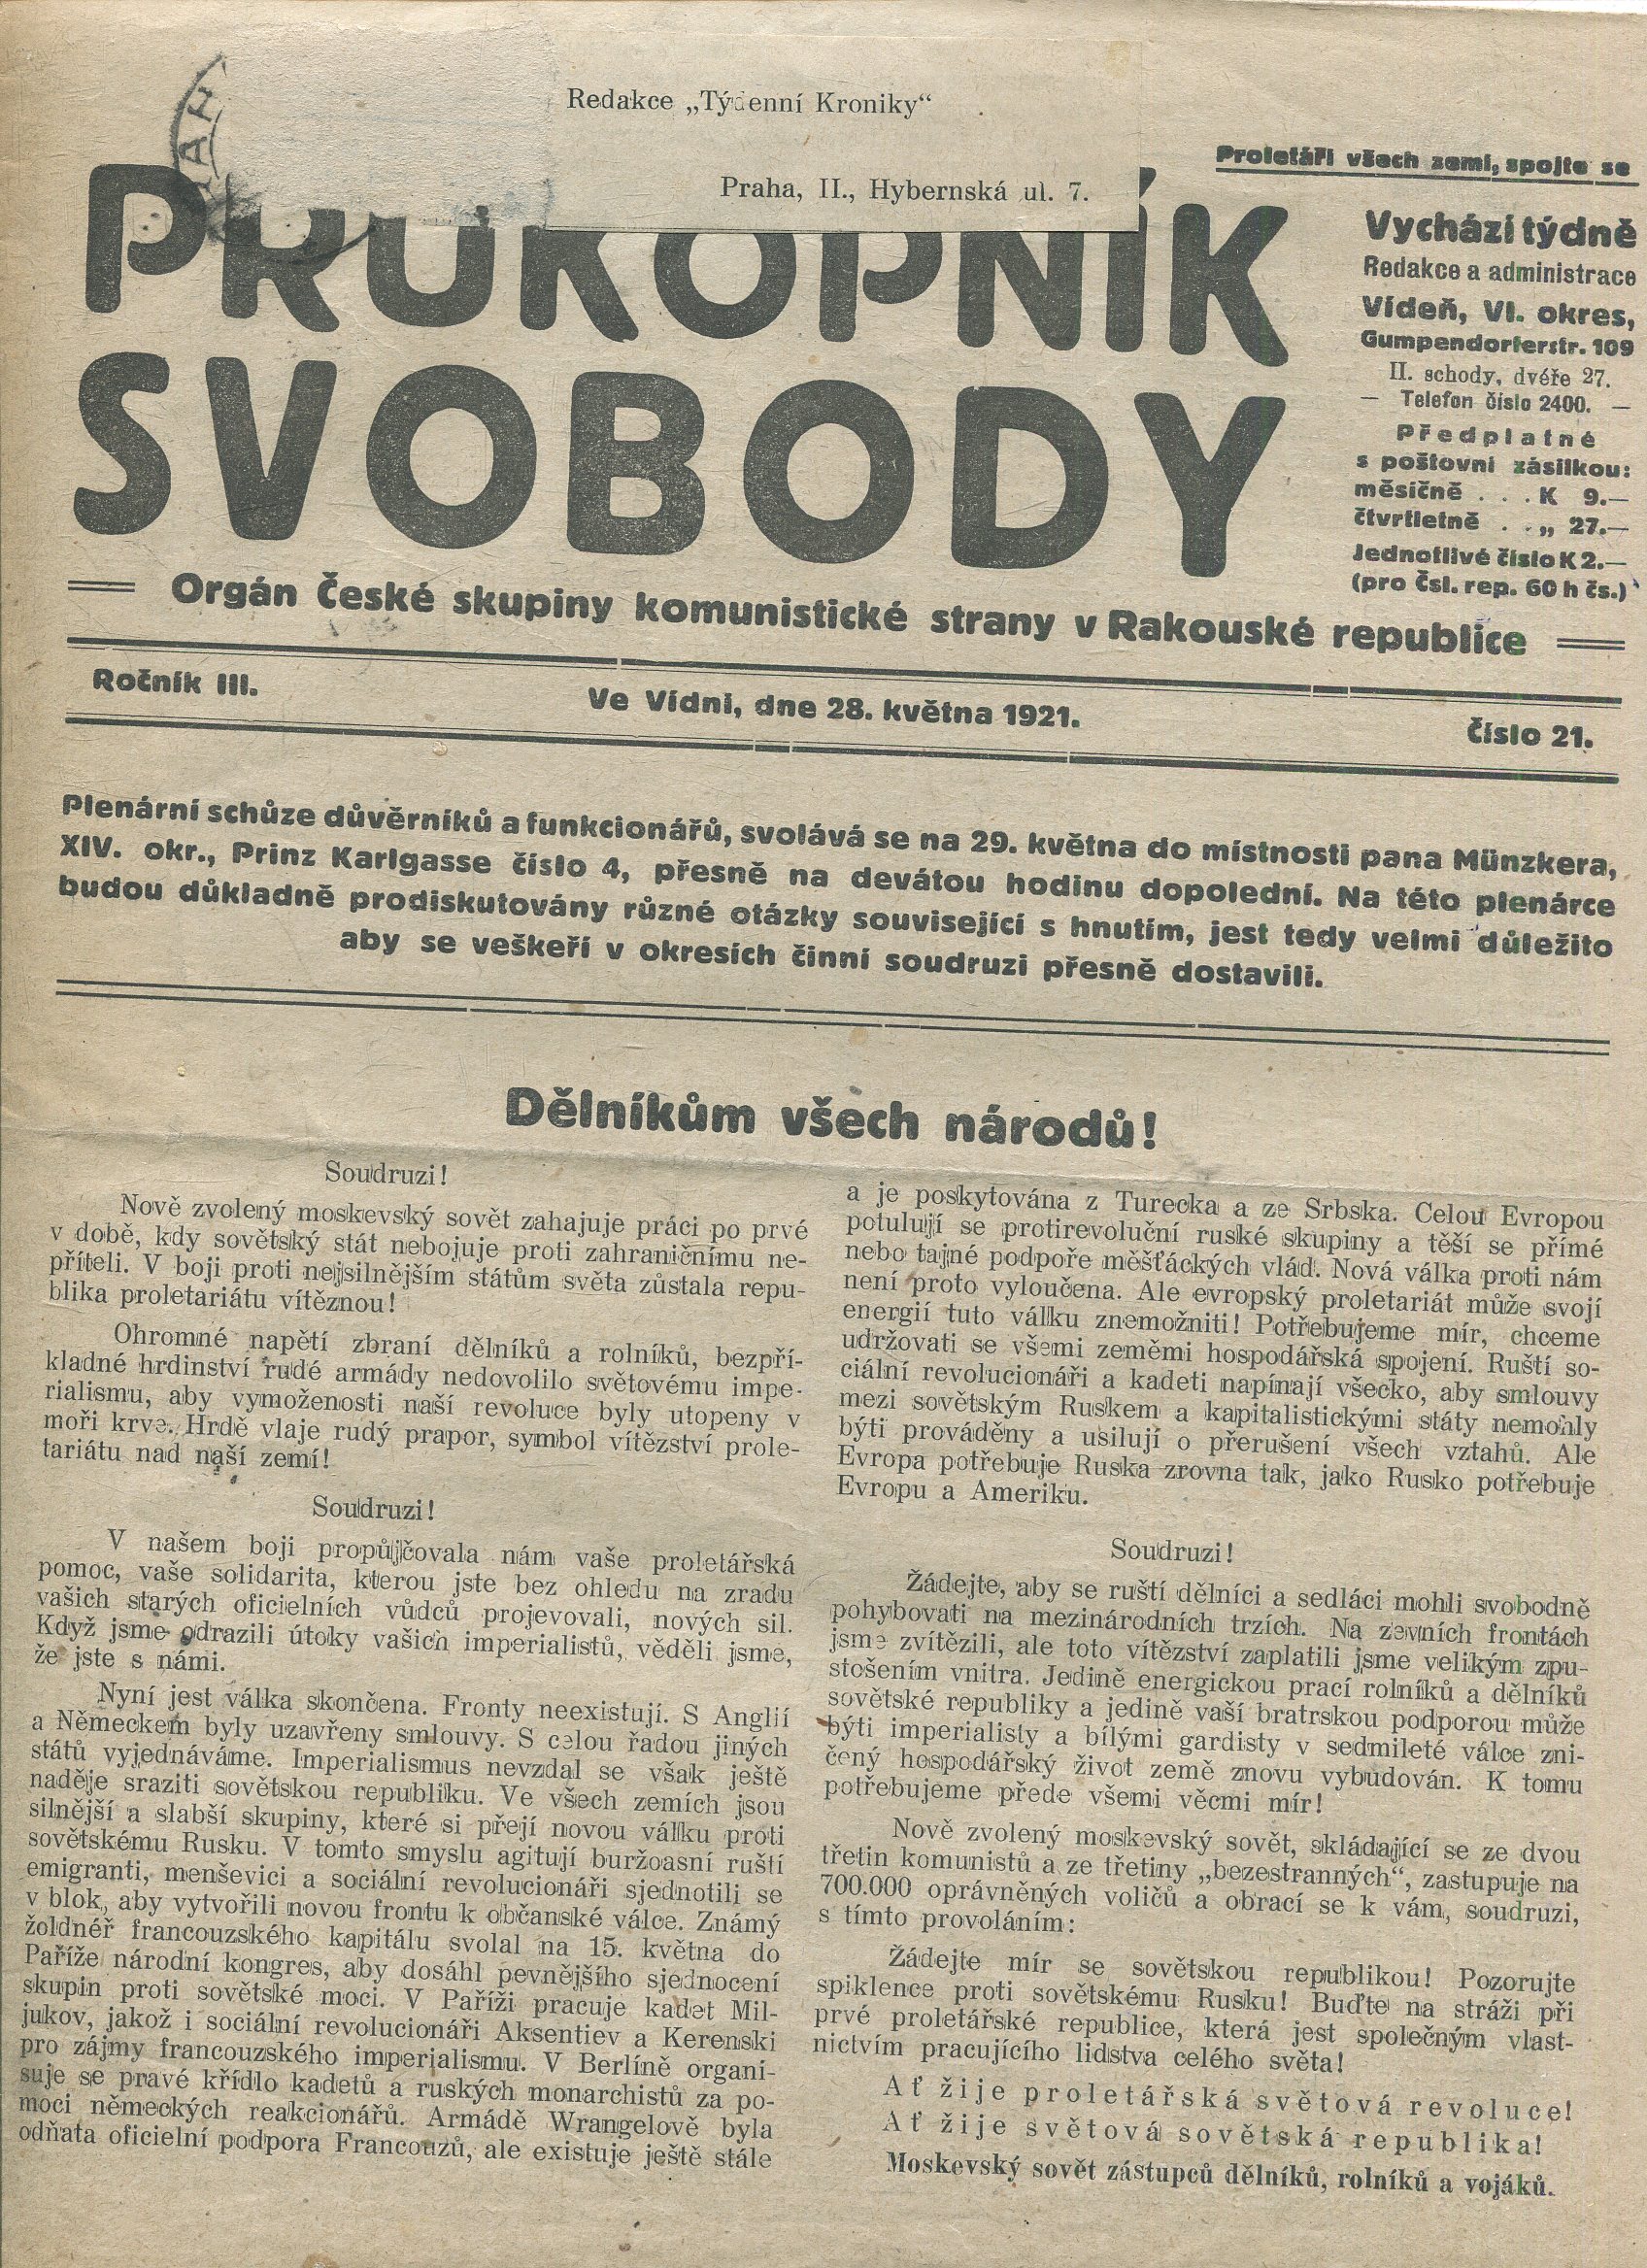 Redakce „Týdenní Kroniky“
Praha, II., Hybernská ul. 7.
Proletáři všech zemí, spojte se
PRŮKOPNÍK
SVOBODY
Vychází týdně
Redakce a administrace
Vídeň, VI. okres,
Gumpendorferstr. 109
II. schody, dvéře 27.
— Telefon číslo 2400. —
Předplatné
s poštovní zásilkou:
měsíčně . . . K 9.—
čtvrtletně . . „ 27.—
Jednotlivé číslo K 2.—
(pro Čsl. rep. 60 h čs.)
Orgán České skupiny komunistické strany v Rakouské republice
Ročník III.
Ve Vídni, dne 28. května 1921.
Číslo 21.
Plenární schůze důvěrníků a funkcionářů, svolává se na 29. května do místnosti pana Münzkera,
XIV. okr., Prinz Karlgasse číslo 4, přesně na devátou hodinu dopolední. Na této plenárce
budou důkladně prodiskutovány různé otázky související s hnutím, jest tedy velmi důležito
aby se veškeří v okresích činní soudruzi přesně dostavili.
Dělníkům všech národů!
Soudruzi!
Nově zvolený moskevský sovět zahajuje práci po prvé
v době, kdy sovětský stát nebojuje proti zahraničnímu ne-
příteli. V boji proti nejsilnějším státům světa zůstala repu-
blika proletariátu vítěznou!
Ohromné napětí zbraní dělníků a rolníků, bezpří-
kladné hrdinství rudé armády nedovolilo světovému impe-
rialismu, aby vymoženosti naší revoluce byly utopeny v
moři krve. Hrdě vlaje rudý prapor, symbol vítězství prole-
tariátu nad naší zemí!
Soudruzi!
V našem boji propůjčovala nám vaše proletářská
pomoc, vaše solidarita, kterou jste bez ohledu na zradu
vašich starých oficielních vůdců projevovali, nových sil.
Když jsme odrazili útoky vašich imperialistů, věděli jsme,
že jste s námi.
Nyní jest válka skončena. Fronty neexistují. S Anglií
a Německem byly uzavřeny smlouvy. S celou řadou jiných
států vyjednáváme. Imperialismus nevzdal se však ještě
naděje sraziti sovětskou republiku. Ve všech zemích jsou
silnější a slabší skupiny, které si přejí novou válku proti
sovětskému Rusku. V tomto smyslu agitují buržoasní ruští
emigranti, menševici a sociální revolucionáři sjednotili se
v blok, aby vytvořili novou frontu k občanské válce. Známý
žoldnéř francouzského kapitálu svolal na 15. května do
Paříže národní kongres, aby dosáhl pevnějšího sjednocení
skupin proti sovětské moci. V Paříži pracuje kadet Mil-
jukov, jakož i sociální revolucionáři Aksentiev a Kerenski
pro zájmy francouzského imperialismu. V Berlíně organi-
suje se pravé křídlo kadetů a ruských monarchistů za po-
moci německých reakcionářů. Armádě Wrangelově byla
odňata oficielní podpora Francouzů, ale existuje ještě stále
a je poskytována z Turecka a ze Srbska. Celou Evropou
potulují se protirevoluční ruské skupiny a těší se přímé
nebo tajné podpoře měšťáckých vlád. Nová válka proti nám
není proto vyloučena. Ale evropský proletariát může svojí
energií tuto válku znemožniti! Potřebujeme mír, chceme
udržovati se všemi zeměmi hospodářská spojení. Ruští so-
ciální revolucionáři a kadeti napínají všecko, aby smlouvy
mezi sovětským Ruskem a kapitalistickými státy nemohly
býti prováděny a usilují o přerušení všech vztahů. Ale
Evropa potřebuje Ruska zrovna tak, jako Rusko potřebuje
Evropu a Ameriku.
Soudruzi!
Žádejte, aby se ruští dělníci a sedláci mohli svobodně
pohybovati na mezinárodních trzích. Na zevních frontách
jsme zvítězili, ale toto vítězství zaplatili jsme velikým zpu-
stošením vnitra. Jedině energickou prací rolníků a dělníků
sovětské republiky a jedině vaší bratrskou podporou může
býti imperialisty a bílými gardisty v sedmileté válce zni-
čený hospodářský život země znovu vybudován. K tomu
potřebujeme přede všemi věcmi mír!
Nově zvolený moskevský sovět, skládající se ze dvou
třetin komunistů a ze třetiny „bezestranných“, zastupuje na
700.000 oprávněných voličů a obrací se k vám, soudruzi,
s tímto provoláním:
Žádejte mír se sovětskou republikou! Pozorujte
spiklence proti sovětskému Rusku! Buďte na stráži při
prvé proletářské republice, která jest společným vlast-
nictvím pracujícího lidstva celého světa!
Ať žije proletářská světová revoluce!
Ať žije světová sovětská republika!
Moskevský sovět zástupců dělníků, rolníků a vojáků.